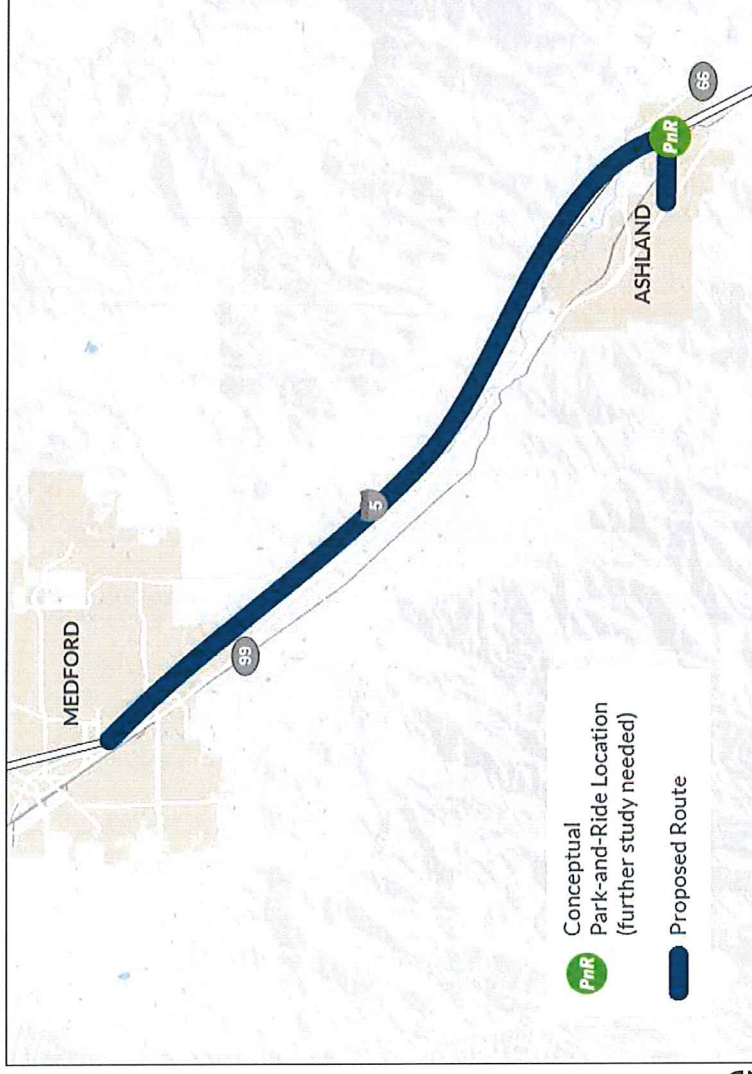 MEDFORD
99
5
ASHLAND
PnR
66
PnR
Conceptual
Park-and-Ride Location
(further study needed)
Proposed Route